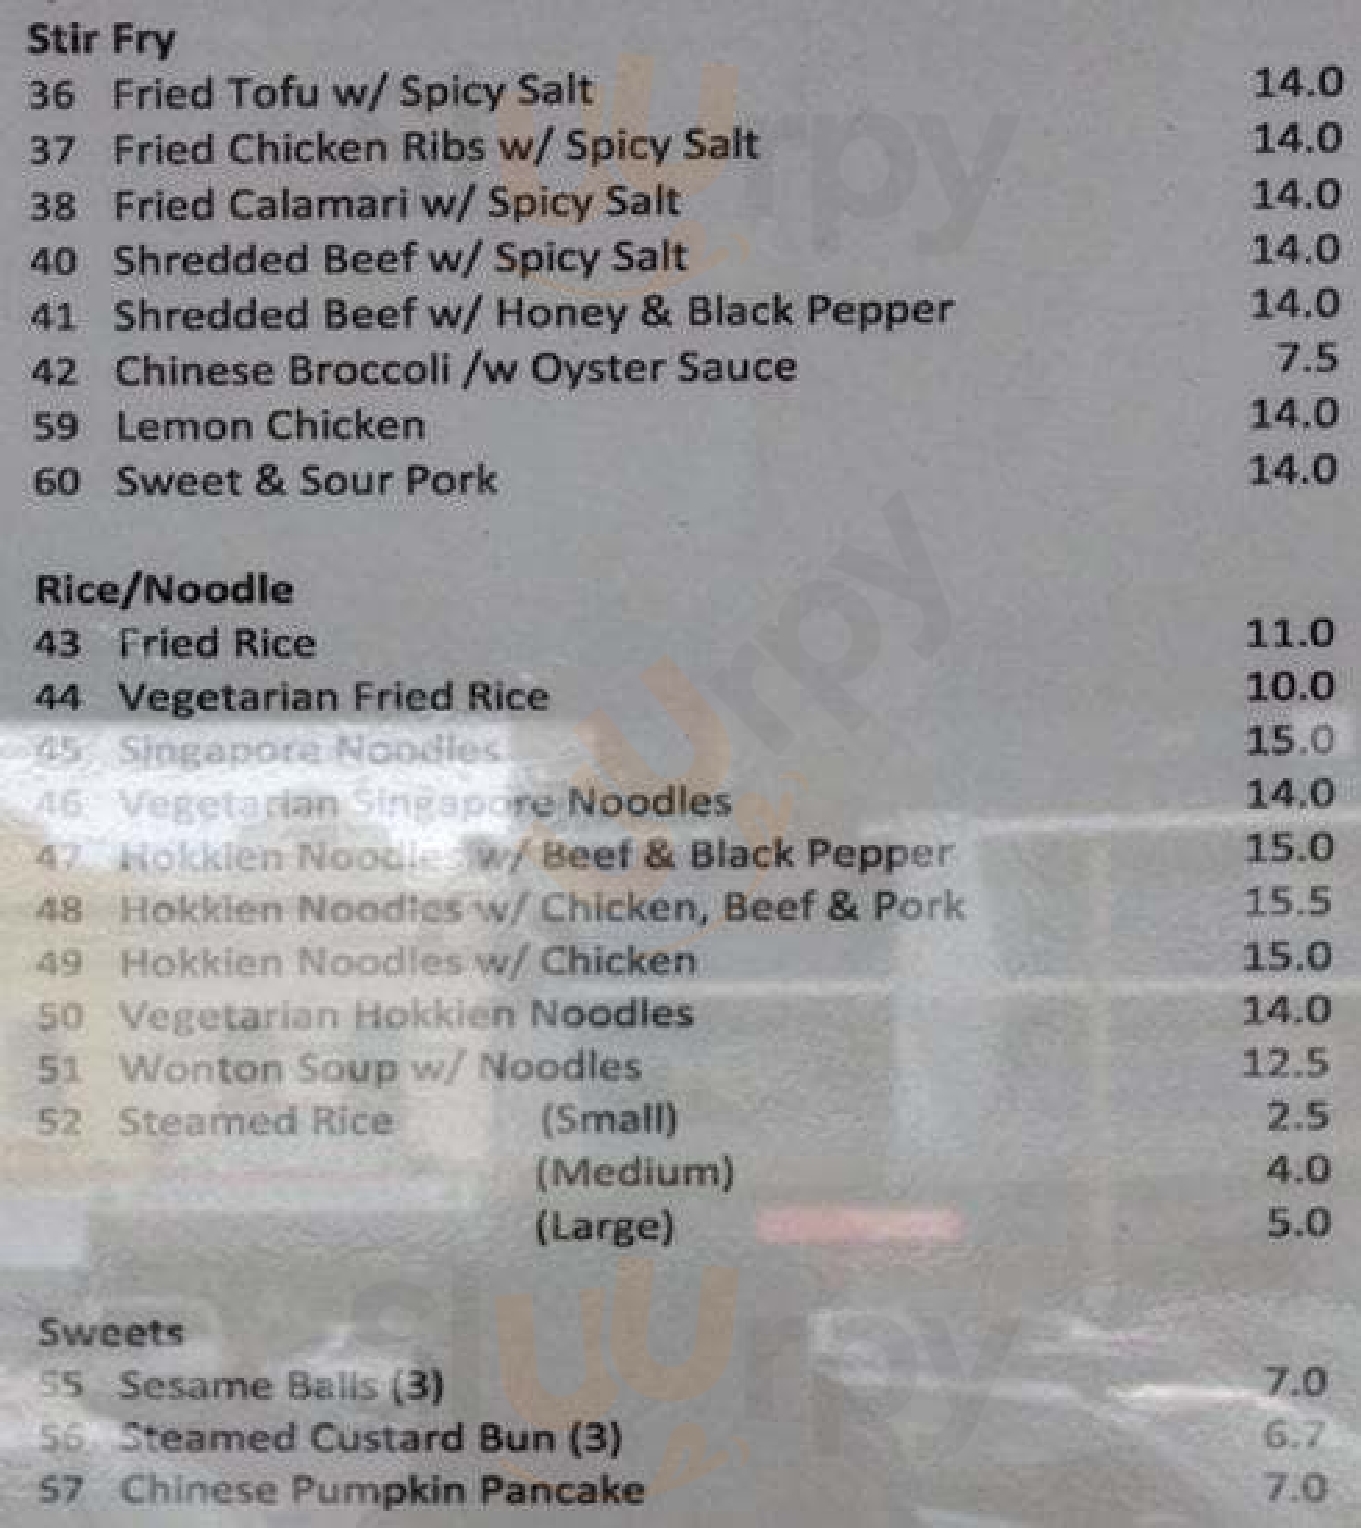 Stir Fry
36 Fried Tofu w/ Spicy Salt 14.0
37 Fried Chicken Ribs w/ Spicy Salt 14.0
38 Fried Calamari w/ Spicy Salt 14.0
40 Shredded Beef w/ Spicy Salt 14.0
41 Shredded Beef w/ Honey & Black Pepper 14.0
42 Chinese Broccoli /w Oyster Sauce 7.5
59 Lemon Chicken 14.0
60 Sweet & Sour Pork 14.0
Rice/Noodle
43 Fried Rice 11.0
44 Vegetarian Fried Rice 10.0
45 Singapore Noodles 15.0
46 Vegetarian Singapore Noodles 14.0
47 Hokkien Noodles w/ Beef & Black Pepper 15.0
48 Hokkien Noodles w/ Chicken, Beef & Pork 15.5
49 Hokkien Noodles w/ Chicken 15.0
50 Vegetarian Hokkien Noodles 14.0
51 Wonton Soup w/ Noodles 12.5
52 Steamed Rice (Small) 2.5
(Medium) 4.0
(Large) 5.0
Sweets
55 Sesame Balls (3) 7.0
56 Steamed Custard Bun (3) 6.7
57 Chinese Pumpkin Pancake 7.0